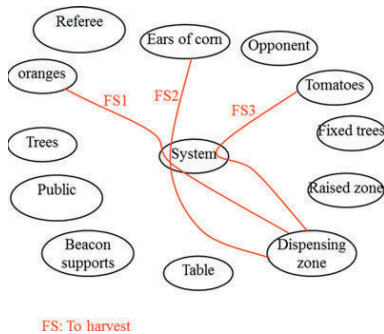 Referee
Ears of corn
Opponent
oranges
FS1
FS2
FS3
Tomatoes
Trees
System
Fixed trees
Public
Raised zone
Beacon
supports
Table
Dispensing
zone
FS: To harvest